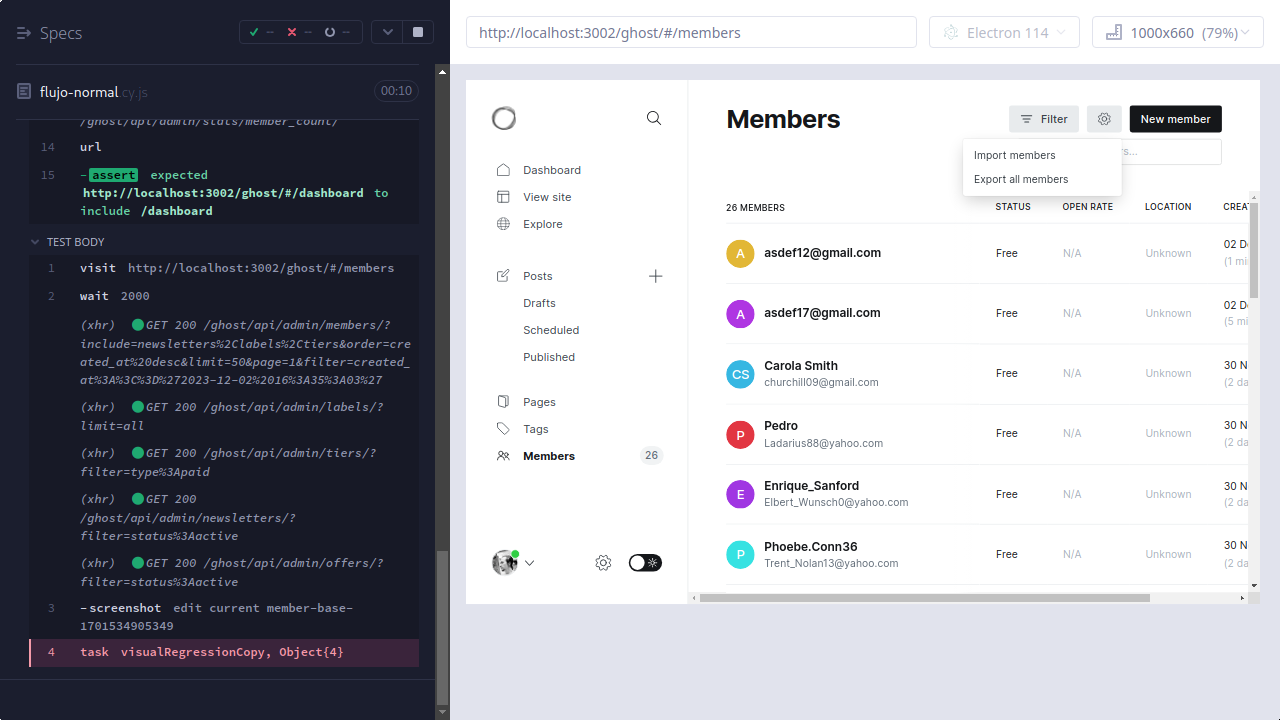 Specs
--
--
--
flujo-normal.cy.js
00:10
/ghost/api/admin/stats/member_count/
14 url
15 -assert expected
http://localhost:3002/ghost/#/dashboard to
include /dashboard
TEST BODY
1 visit http://localhost:3002/ghost/#/members
2 wait 2000
(xhr) GET 200 /ghost/api/admin/members/?
include=newsletters%2Clabels%2Ctiers&order=cre
ated_at%20desc&limit=50&page=1&filter=created_
at%3A%3C%3D%272023-12-02%2016%3A35%3A03%27
(xhr) GET 200 /ghost/api/admin/labels/?
limit=all
(xhr) GET 200 /ghost/api/admin/tiers/?
filter=type%3Apaid
(xhr) GET 200
/ghost/api/admin/newsletters/?
filter=status%3Aactive
(xhr) GET 200 /ghost/api/admin/offers/?
filter=status%3Aactive
3 -screenshot edit current member-base-
1701534905349
4 task visualRegressionCopy, Object{4}
http://localhost:3002/ghost/#/members
Electron 114
1000x660 (79%)
Dashboard
View site
Explore
Posts
Drafts
Scheduled
Published
Pages
Tags
Members 26
Members
Filter
New member
Import members
Export all members
26 MEMBERS STATUS OPEN RATE LOCATION
A asdef12@gmail.com Free N/A Unknown 02 D
(1 mi
A asdef17@gmail.com Free N/A Unknown 02 D
(5 mi
CS Carola Smith Free N/A Unknown 30 N
churchill09@gmail.com (2 da
P Pedro Free N/A Unknown 30 N
Ladarius88@yahoo.com (2 da
E Enrique_Sanford Free N/A Unknown 30 N
Elbert_Wunsch0@yahoo.com (2 da
P Phoebe.Conn36 Free N/A Unknown 30 N
Trent_Nolan13@yahoo.com (2 da